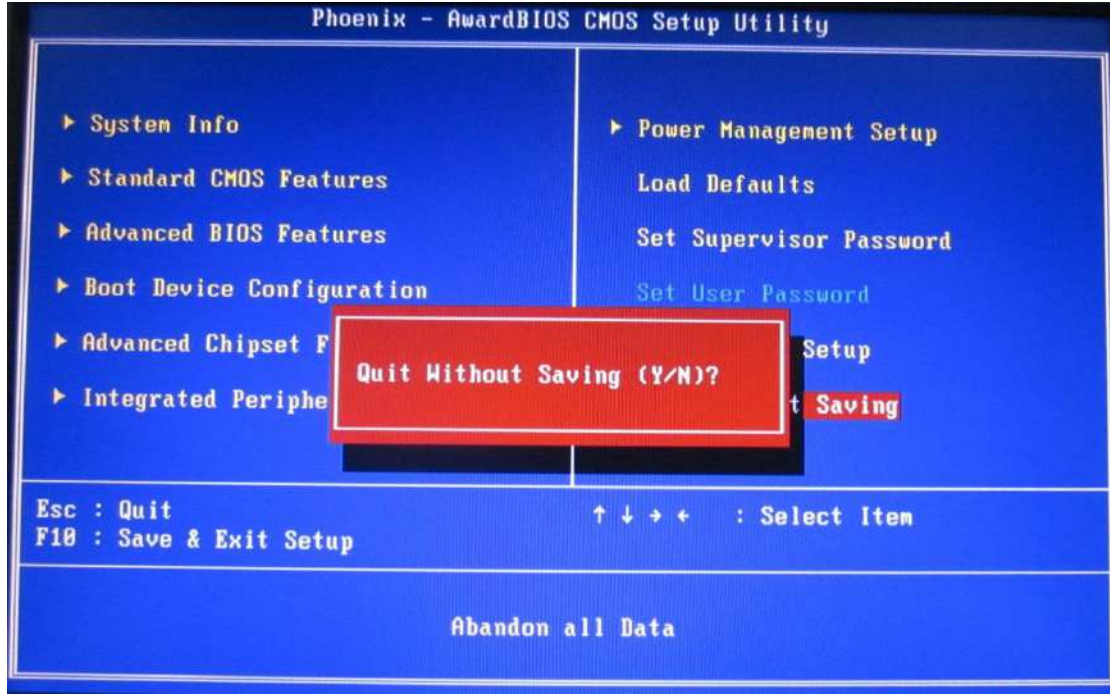 Phoenix - AwardBIOS CMOS Setup Utility
▶ System Info
▶ Standard CMOS Features
▶ Advanced BIOS Features
▶ Boot Device Configuration
▶ Advanced Chipset F
▶ Integrated Periphe
▶ Power Management Setup
Load Defaults
Set Supervisor Password
Set User Password
Setup
t Saving
Quit Without Saving (Y/N)?
Esc : Quit
F10 : Save & Exit Setup
↑ ↓ → ← : Select Item
Abandon all Data